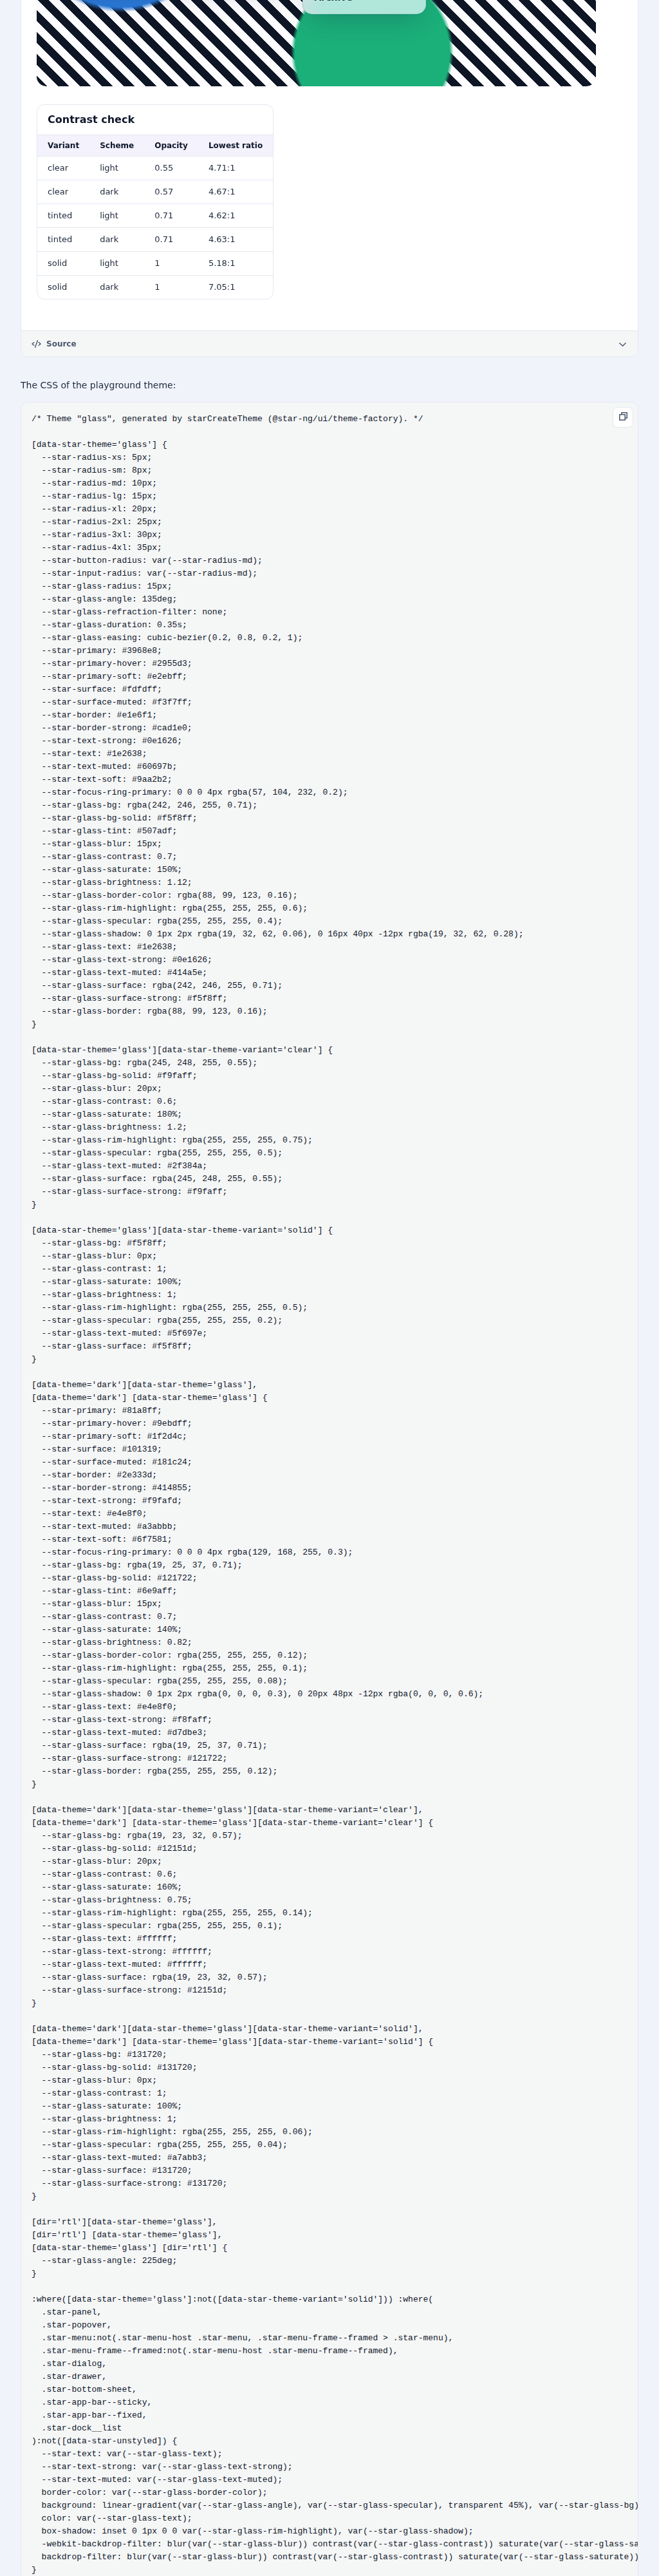 Contrast check
Variant Scheme Opacity Lowest ratio
clear light 0.55 4.71:1
clear dark 0.57 4.67:1
tinted light 0.71 4.62:1
tinted dark 0.71 4.63:1
solid light 1 5.18:1
solid dark 1 7.05:1
</> Source
The CSS of the playground theme:
/* Theme "glass", generated by starCreateTheme (@star-ng/ui/theme-factory). */
[data-star-theme='glass'] {
--star-radius-xs: 5px;
--star-radius-sm: 8px;
--star-radius-md: 10px;
--star-radius-lg: 15px;
--star-radius-xl: 20px;
--star-radius-2xl: 25px;
--star-radius-3xl: 30px;
--star-radius-4xl: 35px;
--star-button-radius: var(--star-radius-md);
--star-input-radius: var(--star-radius-md);
--star-glass-radius: 15px;
--star-glass-angle: 135deg;
--star-glass-refraction-filter: none;
--star-glass-duration: 0.35s;
--star-glass-easing: cubic-bezier(0.2, 0.8, 0.2, 1);
--star-primary: #3968e8;
--star-primary-hover: #2955d3;
--star-primary-soft: #e2ebff;
--star-surface: #fdfdff;
--star-surface-muted: #f3f7ff;
--star-border: #e1e6f1;
--star-border-strong: #cad1e0;
--star-text-strong: #0e1626;
--star-text: #1e2638;
--star-text-muted: #60697b;
--star-text-soft: #9aa2b2;
--star-focus-ring-primary: 0 0 0 4px rgba(57, 104, 232, 0.2);
--star-glass-bg: rgba(242, 246, 255, 0.71);
--star-glass-bg-solid: #f5f8ff;
--star-glass-tint: #507adf;
--star-glass-blur: 15px;
--star-glass-contrast: 0.7;
--star-glass-saturate: 150%;
--star-glass-brightness: 1.12;
--star-glass-border-color: rgba(88, 99, 123, 0.16);
--star-glass-rim-highlight: rgba(255, 255, 255, 0.6);
--star-glass-specular: rgba(255, 255, 255, 0.4);
--star-glass-shadow: 0 1px 2px rgba(19, 32, 62, 0.06), 0 16px 40px -12px rgba(19, 32, 62, 0.28);
--star-glass-text: #1e2638;
--star-glass-text-strong: #0e1626;
--star-glass-text-muted: #414a5e;
--star-glass-surface: rgba(242, 246, 255, 0.71);
--star-glass-surface-strong: #f5f8ff;
--star-glass-border: rgba(88, 99, 123, 0.16);
}
[data-star-theme='glass'][data-star-theme-variant='clear'] {
--star-glass-bg: rgba(245, 248, 255, 0.55);
--star-glass-bg-solid: #f9faff;
--star-glass-blur: 20px;
--star-glass-contrast: 0.6;
--star-glass-saturate: 180%;
--star-glass-brightness: 1.2;
--star-glass-rim-highlight: rgba(255, 255, 255, 0.75);
--star-glass-specular: rgba(255, 255, 255, 0.5);
--star-glass-text-muted: #2f384a;
--star-glass-surface: rgba(245, 248, 255, 0.55);
--star-glass-surface-strong: #f9faff;
}
[data-star-theme='glass'][data-star-theme-variant='solid'] {
--star-glass-bg: #f5f8ff;
--star-glass-blur: 0px;
--star-glass-contrast: 1;
--star-glass-saturate: 100%;
--star-glass-brightness: 1;
--star-glass-rim-highlight: rgba(255, 255, 255, 0.5);
--star-glass-specular: rgba(255, 255, 255, 0.2);
--star-glass-text-muted: #5f697e;
--star-glass-surface: #f5f8ff;
}
[data-theme='dark'][data-star-theme='glass'],
[data-theme='dark'] [data-star-theme='glass'] {
--star-primary: #81a8ff;
--star-primary-hover: #9ebdff;
--star-primary-soft: #1f2d4c;
--star-surface: #101319;
--star-surface-muted: #181c24;
--star-border: #2e333d;
--star-border-strong: #414855;
--star-text-strong: #f9fafd;
--star-text: #e4e8f0;
--star-text-muted: #a3abbb;
--star-text-soft: #6f7581;
--star-focus-ring-primary: 0 0 0 4px rgba(129, 168, 255, 0.3);
--star-glass-bg: rgba(19, 25, 37, 0.71);
--star-glass-bg-solid: #121722;
--star-glass-tint: #6e9aff;
--star-glass-blur: 15px;
--star-glass-contrast: 0.7;
--star-glass-saturate: 140%;
--star-glass-brightness: 0.82;
--star-glass-border-color: rgba(255, 255, 255, 0.12);
--star-glass-rim-highlight: rgba(255, 255, 255, 0.1);
--star-glass-specular: rgba(255, 255, 255, 0.08);
--star-glass-shadow: 0 1px 2px rgba(0, 0, 0, 0.3), 0 20px 48px -12px rgba(0, 0, 0, 0.6);
--star-glass-text: #e4e8f0;
--star-glass-text-strong: #f8faff;
--star-glass-text-muted: #d7dbe3;
--star-glass-surface: rgba(19, 25, 37, 0.71);
--star-glass-surface-strong: #121722;
--star-glass-border: rgba(255, 255, 255, 0.12);
}
[data-theme='dark'][data-star-theme='glass'][data-star-theme-variant='clear'],
[data-theme='dark'] [data-star-theme='glass'][data-star-theme-variant='clear'] {
--star-glass-bg: rgba(19, 23, 32, 0.57);
--star-glass-bg-solid: #12151d;
--star-glass-blur: 20px;
--star-glass-contrast: 0.6;
--star-glass-saturate: 160%;
--star-glass-brightness: 0.75;
--star-glass-rim-highlight: rgba(255, 255, 255, 0.14);
--star-glass-specular: rgba(255, 255, 255, 0.1);
--star-glass-text: #ffffff;
--star-glass-text-strong: #ffffff;
--star-glass-text-muted: #ffffff;
--star-glass-surface: rgba(19, 23, 32, 0.57);
--star-glass-surface-strong: #12151d;
}
[data-theme='dark'][data-star-theme='glass'][data-star-theme-variant='solid'],
[data-theme='dark'] [data-star-theme='glass'][data-star-theme-variant='solid'] {
--star-glass-bg: #131720;
--star-glass-bg-solid: #131720;
--star-glass-blur: 0px;
--star-glass-contrast: 1;
--star-glass-saturate: 100%;
--star-glass-brightness: 1;
--star-glass-rim-highlight: rgba(255, 255, 255, 0.06);
--star-glass-specular: rgba(255, 255, 255, 0.04);
--star-glass-text-muted: #a7abb3;
--star-glass-surface: #131720;
--star-glass-surface-strong: #131720;
}
[dir='rtl'][data-star-theme='glass'],
[dir='rtl'] [data-star-theme='glass'],
[data-star-theme='glass'] [dir='rtl'] {
--star-glass-angle: 225deg;
}
:where([data-star-theme='glass']:not([data-star-theme-variant='solid'])) :where(
.star-panel,
.star-popover,
.star-menu:not(.star-menu-host .star-menu, .star-menu-frame--framed > .star-menu),
.star-menu-frame--framed:not(.star-menu-host .star-menu-frame--framed),
.star-dialog,
.star-drawer,
.star-bottom-sheet,
.star-app-bar--sticky,
.star-app-bar--fixed,
.star-dock__list
):not([data-star-unstyled]) {
--star-text: var(--star-glass-text);
--star-text-strong: var(--star-glass-text-strong);
--star-text-muted: var(--star-glass-text-muted);
border-color: var(--star-glass-border-color);
background: linear-gradient(var(--star-glass-angle), var(--star-glass-specular), transparent 45%), var(--star-glass-bg)
color: var(--star-glass-text);
box-shadow: inset 0 1px 0 0 var(--star-glass-rim-highlight), var(--star-glass-shadow);
-webkit-backdrop-filter: blur(var(--star-glass-blur)) contrast(var(--star-glass-contrast)) saturate(var(--star-glass-sa
backdrop-filter: blur(var(--star-glass-blur)) contrast(var(--star-glass-contrast)) saturate(var(--star-glass-saturate))
}